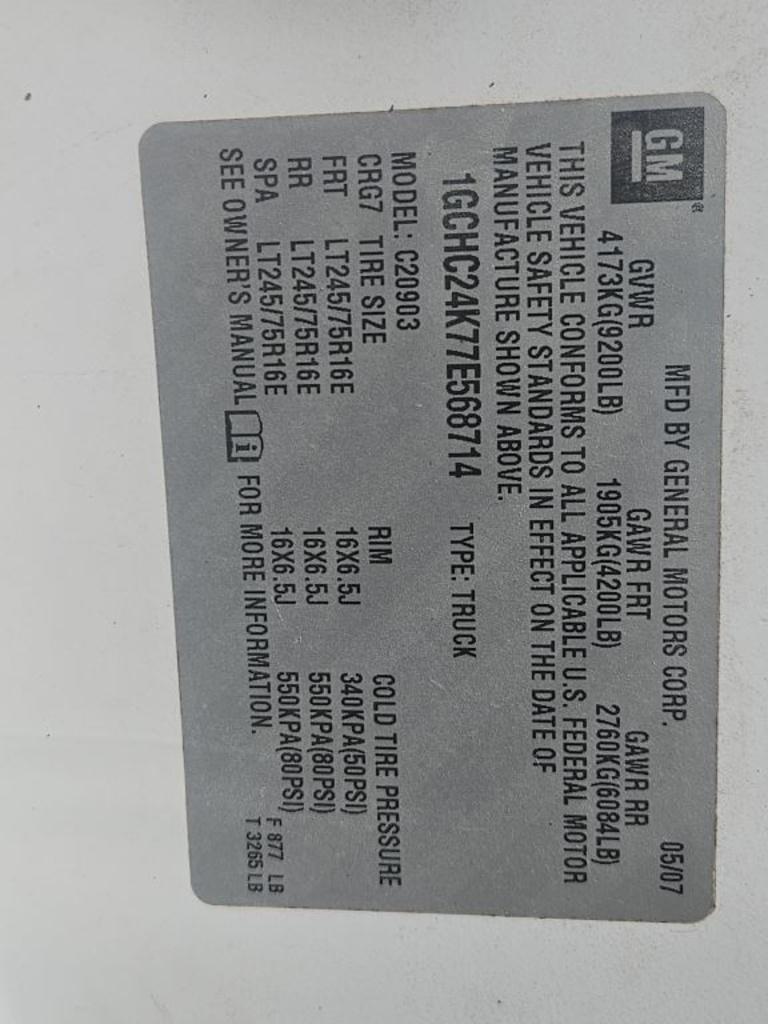 GM®
MFD BY GENERAL MOTORS CORP. 05/07
GVWR GAWR FRT GAWR RR
4173KG(9200LB) 1905KG(4200LB) 2760KG(6084LB)
THIS VEHICLE CONFORMS TO ALL APPLICABLE U.S. FEDERAL MOTOR
VEHICLE SAFETY STANDARDS IN EFFECT ON THE DATE OF
MANUFACTURE SHOWN ABOVE.
1GCHC24K77E568714 TYPE: TRUCK
MODEL: C20903
CRG7 TIRE SIZE RIM COLD TIRE PRESSURE
FRT LT245/75R16E 16X6.5J 340KPA(50PSI)
RR LT245/75R16E 16X6.5J 550KPA(80PSI)
SPA LT245/75R16E 16X6.5J 550KPA(80PSI)
SEE OWNER'S MANUAL i FOR MORE INFORMATION.
F 877 LB
T 3265 LB